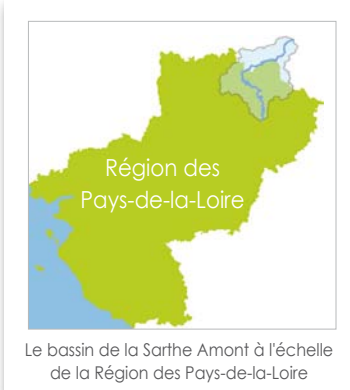 Région des
Pays-de-la-Loire
Le bassin de la Sarthe Amont à l'échelle
de la Région des Pays-de-la-Loire